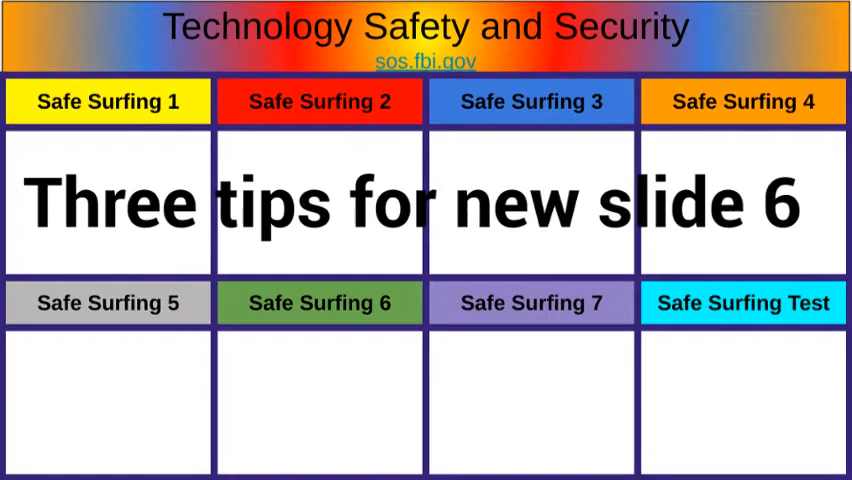 Technology Safety and Security
sos.fbi.gov
Safe Surfing 1 Safe Surfing 2 Safe Surfing 3 Safe Surfing 4
Three tips for new slide 6
Safe Surfing 5 Safe Surfing 6 Safe Surfing 7 Safe Surfing Test